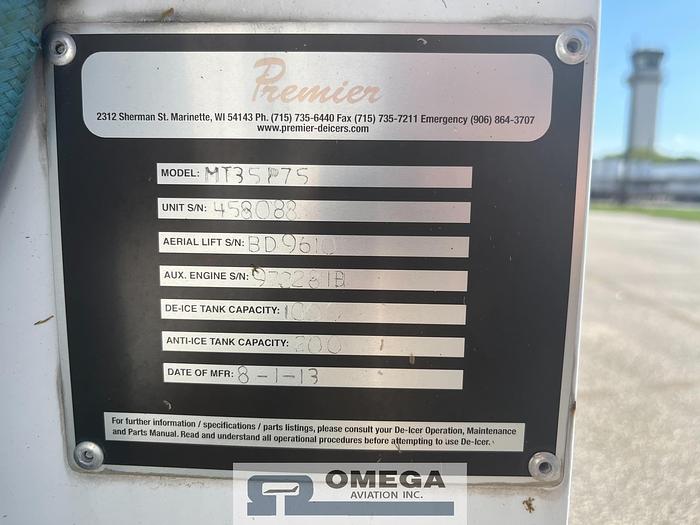 Premier
2312 Sherman St. Marinette, WI 54143 Ph. (715) 735-6440 Fax (715) 735-7211 Emergency (906) 864-3707
www.premier-deicers.com
MODEL: MT35P75
UNIT S/N: 458088
AERIAL LIFT S/N: BD9610
AUX. ENGINE S/N:
DE-ICE TANK CAPACITY:
ANTI-ICE TANK CAPACITY: 200
DATE OF MFR: 8-1-13
For further information / specifications / parts listings, please consult your De-Icer Operation, Maintenance
and Parts Manual. Read and understand all operational procedures before attempting to use De-Icer.
OMEGA
AVIATION INC.